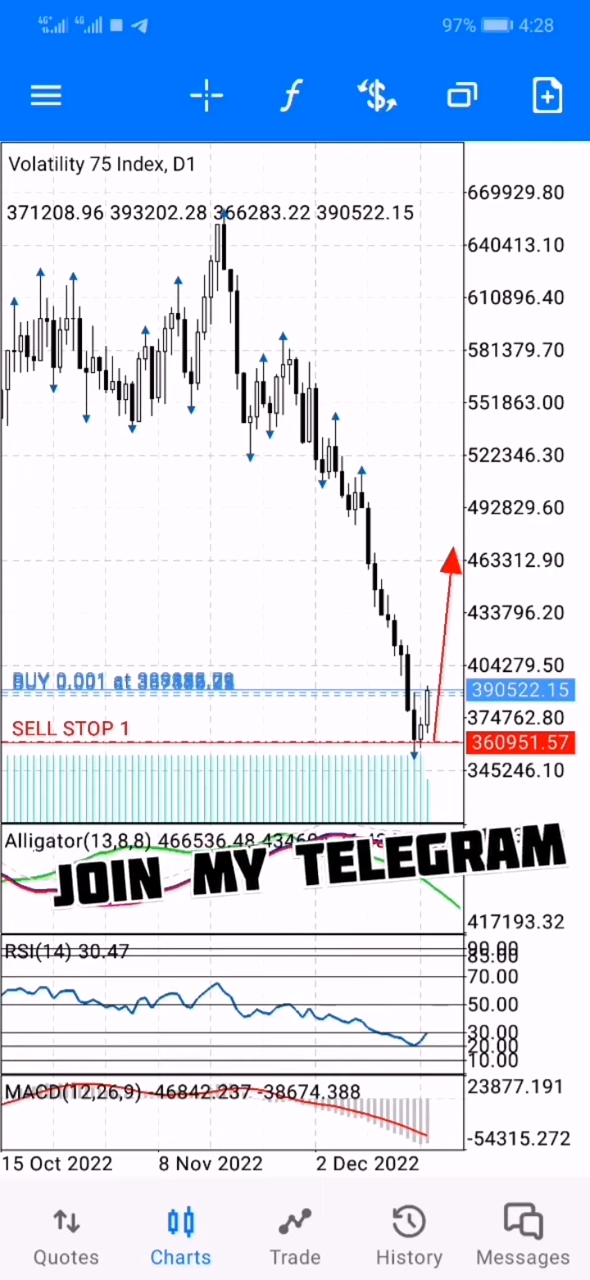 4G+ 4G 97% 4:28
Volatility 75 Index, D1
371208.96 393202.28 366283.22 390522.15
669929.80
640413.10
610896.40
581379.70
551863.00
522346.30
492829.60
463312.90
433796.20
404279.50
BUY 0.001 at
390522.15
374762.80
SELL STOP 1
360951.57
345246.10
Alligator(13,8,8) 466536.48
JOIN MY TELEGRAM
417193.32
RSI(14) 30.47
90.00
85.00
70.00
50.00
30.00
20.00
10.00
MACD(12,26,9) -46842.237 -38674.388
23877.191
-54315.272
15 Oct 2022 8 Nov 2022 2 Dec 2022
Quotes Charts Trade History Messages